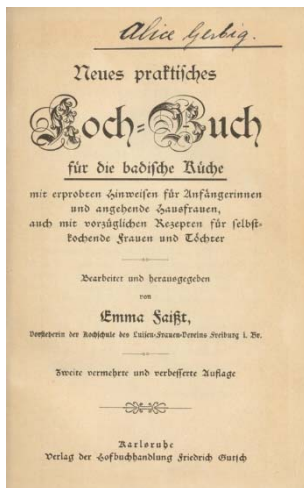 Alice Gerbig.
Neues praktisches
Koch-Buch
für die badische Küche
mit erprobten Hinweisen für Anfängerinnen
und angehende Hausfrauen,
auch mit vorzüglichen Rezepten für selbst-
kochende Frauen und Töchter
Bearbeitet und herausgegeben
von
Emma Faißt,
Vorsteherin der Kochschule des Luisen-Frauen-Vereins Freiburg i. Br.
Zweite vermehrte und verbesserte Auflage
Karlsruhe
Verlag der Hofbuchhandlung Friedrich Gutsch